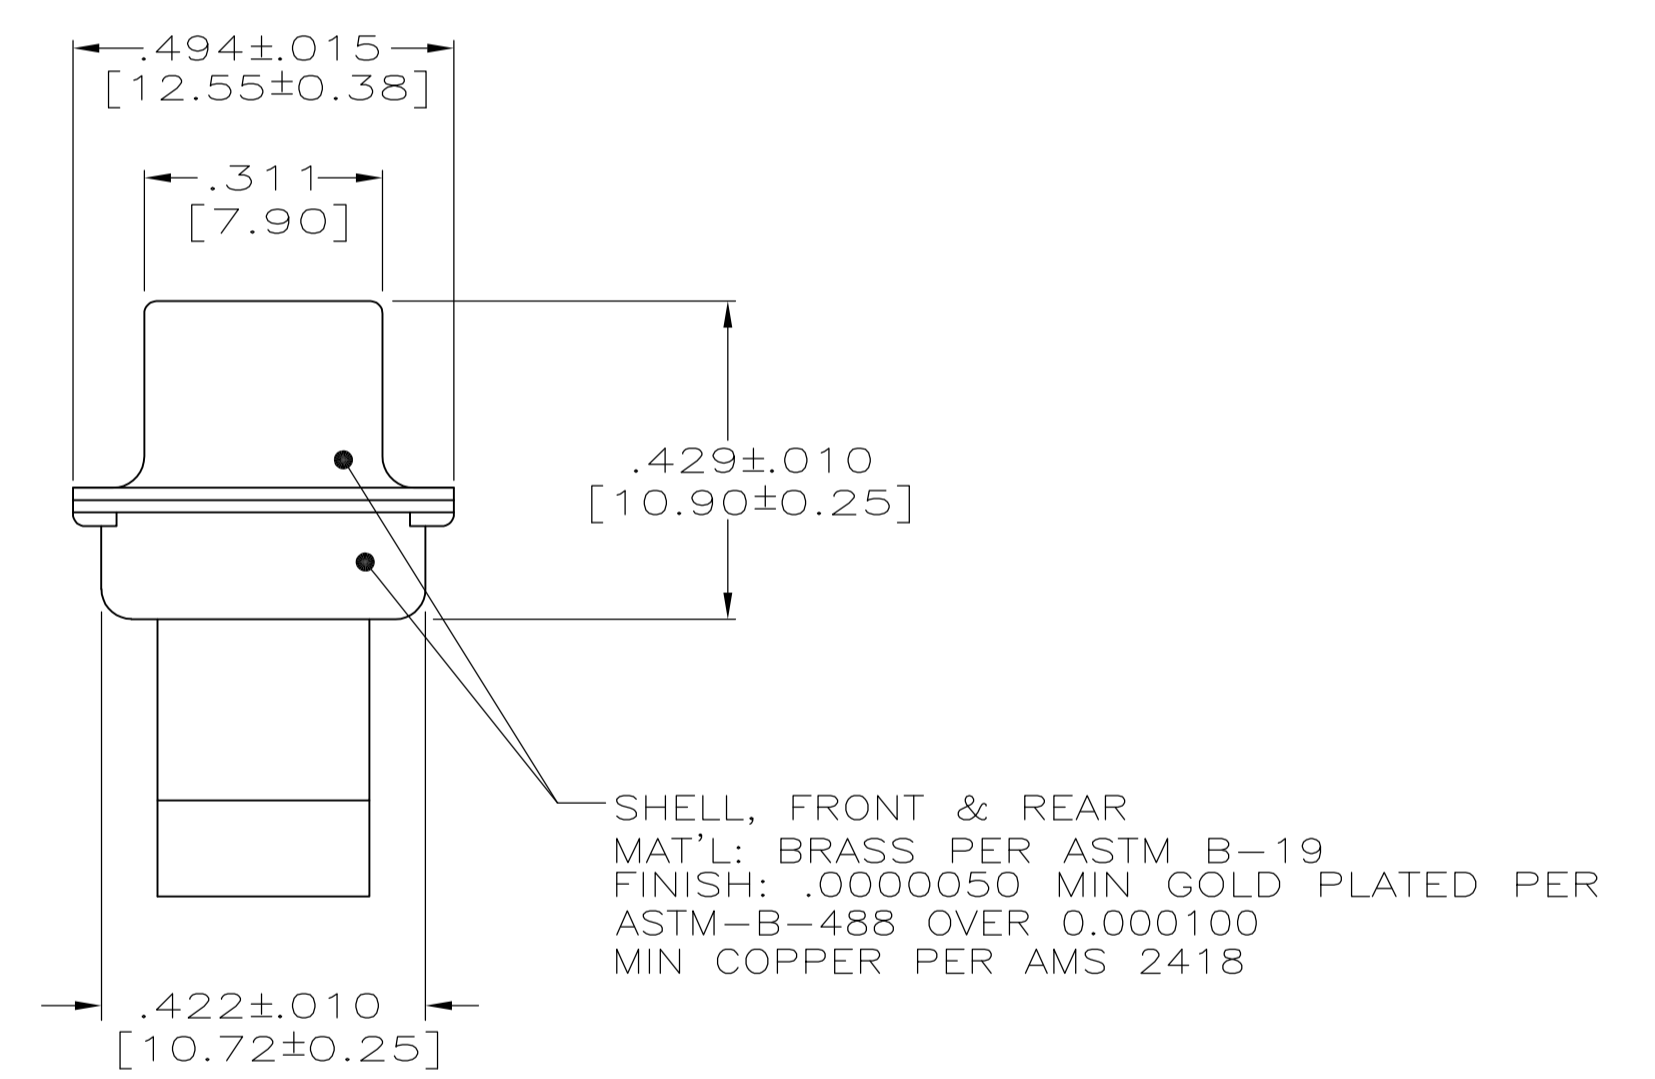 .494±.015
[12.55±0.38]
.311
[7.90]
.429±.010
[10.90±0.25]
SHELL, FRONT & REAR
MAT'L: BRASS PER ASTM B-19
FINISH: .0000050 MIN GOLD PLATED PER
ASTM-B-488 OVER 0.000100
MIN COPPER PER AMS 2418
.422±.010
[10.72±0.25]